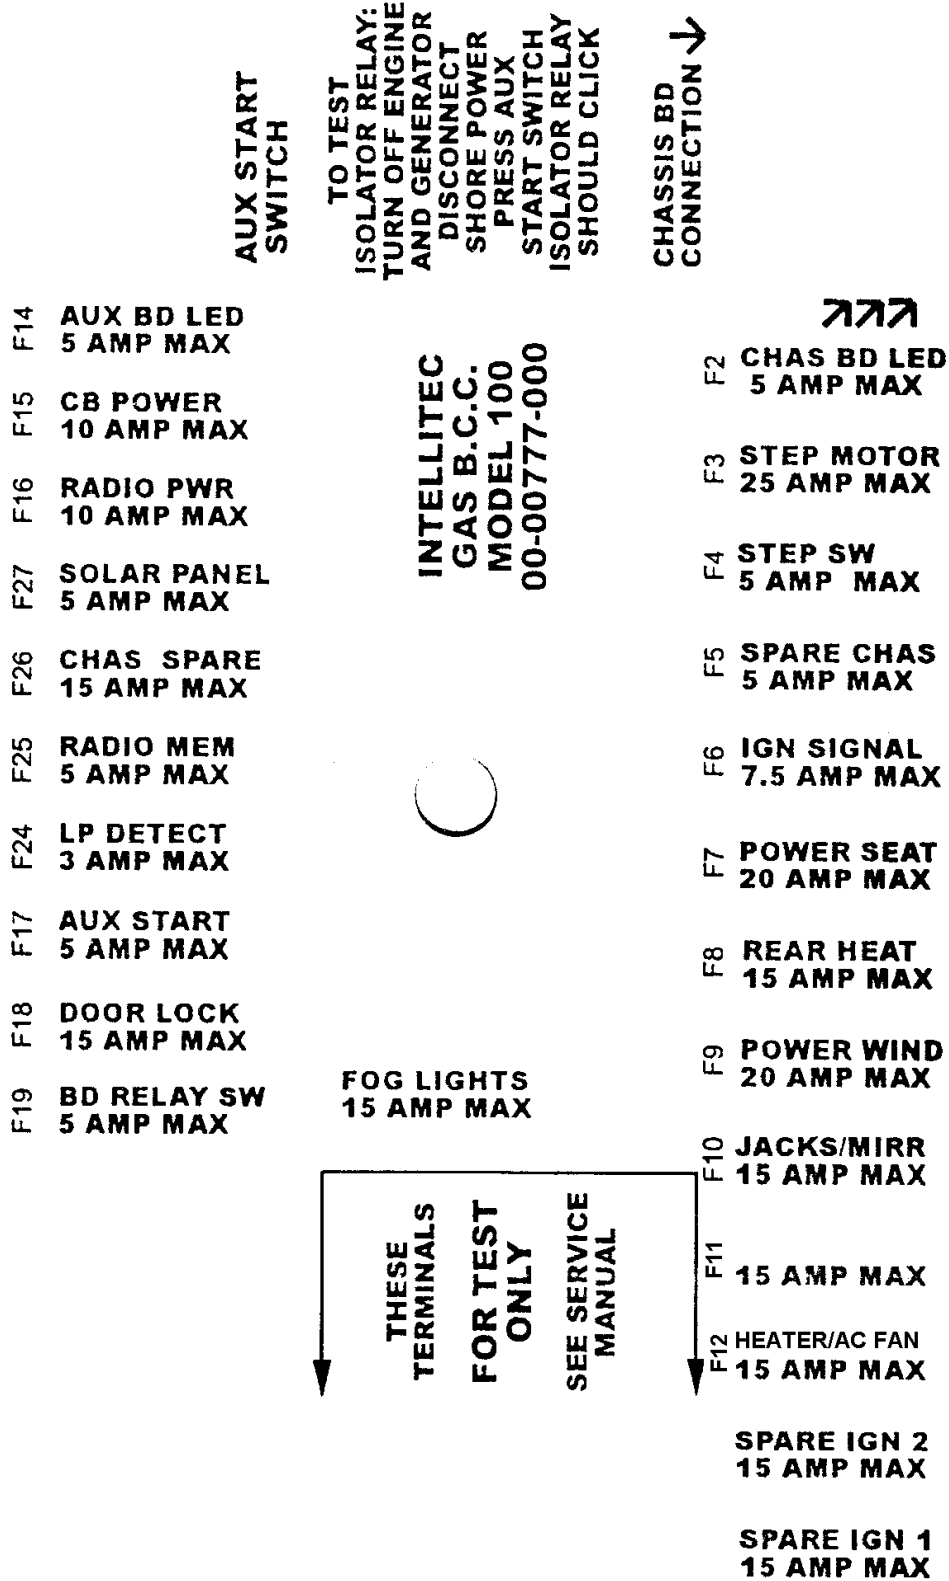 AUX START
SWITCH
TO TEST
ISOLATOR RELAY:
TURN OFF ENGINE
AND GENERATOR
DISCONNECT
SHORE POWER
PRESS AUX
START SWITCH
ISOLATOR RELAY
SHOULD CLICK
CHASSIS BD
CONNECTION
F14
AUX BD LED
5 AMP MAX
F15
CB POWER
10 AMP MAX
F16
RADIO PWR
10 AMP MAX
F27
SOLAR PANEL
5 AMP MAX
F26
CHAS SPARE
15 AMP MAX
F25
RADIO MEM
5 AMP MAX
F24
LP DETECT
3 AMP MAX
F17
AUX START
5 AMP MAX
F18
DOOR LOCK
15 AMP MAX
F19
BD RELAY SW
5 AMP MAX
INTELLITEC
GAS B.C.C.
MODEL 100
00-00777-000
FOG LIGHTS
15 AMP MAX
THESE
TERMINALS
FOR TEST
ONLY
SEE SERVICE
MANUAL
F2
CHAS BD LED
5 AMP MAX
F3
STEP MOTOR
25 AMP MAX
F4
STEP SW
5 AMP MAX
F5
SPARE CHAS
5 AMP MAX
F6
IGN SIGNAL
7.5 AMP MAX
F7
POWER SEAT
20 AMP MAX
F8
REAR HEAT
15 AMP MAX
F9
POWER WIND
20 AMP MAX
F10
JACKS/MIRR
15 AMP MAX
F11
15 AMP MAX
F12
HEATER/AC FAN
15 AMP MAX
SPARE IGN 2
15 AMP MAX
SPARE IGN 1
15 AMP MAX